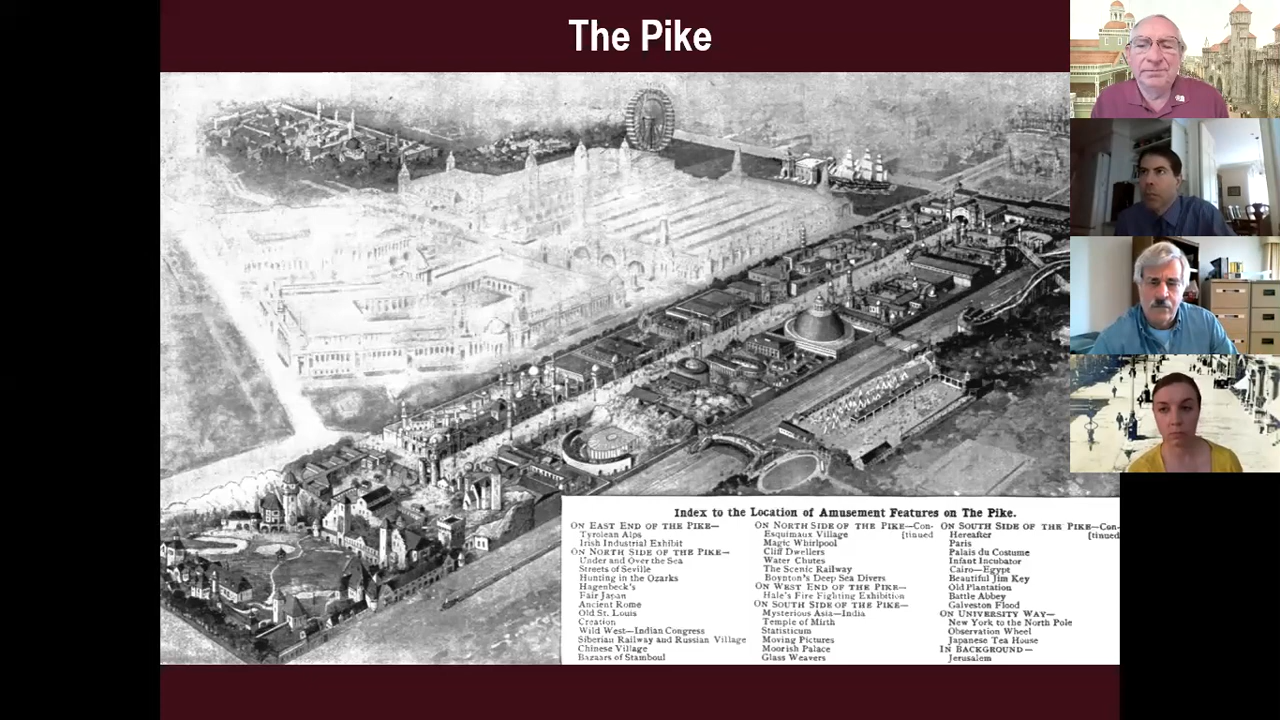 The Pike
Index to the Location of Amusement Features on The Pike.
ON EAST END OF THE PIKE—
Tyrolean Alps
Irish Industrial Exhibit
ON NORTH SIDE OF THE PIKE—
Under and Over the Sea
Streets of Seville
Hunting in the Ozarks
Hagenbeck's
Fair Japan
Ancient Rome
Old St. Louis
Creation
Wild West—Indian Congress
Siberian Railway and Russian Village
Chinese Village
Bazaars of Stamboul
ON NORTH SIDE OF THE PIKE—Con-
Esquimaux Village [tinued
Magic Whirlpool
Cliff Dwellers
Water Chutes
The Scenic Railway
Boynton's Deep Sea Divers
ON WEST END OF THE PIKE—
Hale's Fire Fighting Exhibition
ON SOUTH SIDE OF THE PIKE—
Mysterious Asia—India
Temple of Mirth
Statisticum
Moving Pictures
Moorish Palace
Glass Weavers
ON SOUTH SIDE OF THE PIKE—Con-
Hereafter [tinued
Paris
Palais du Costume
Infant Incubator
Cairo—Egypt
Beautiful Jim Key
Old Plantation
Battle Abbey
Galveston Flood
ON UNIVERSITY WAY—
New York to the North Pole
Observation Wheel
Japanese Tea House
IN BACKGROUND—
Jerusalem